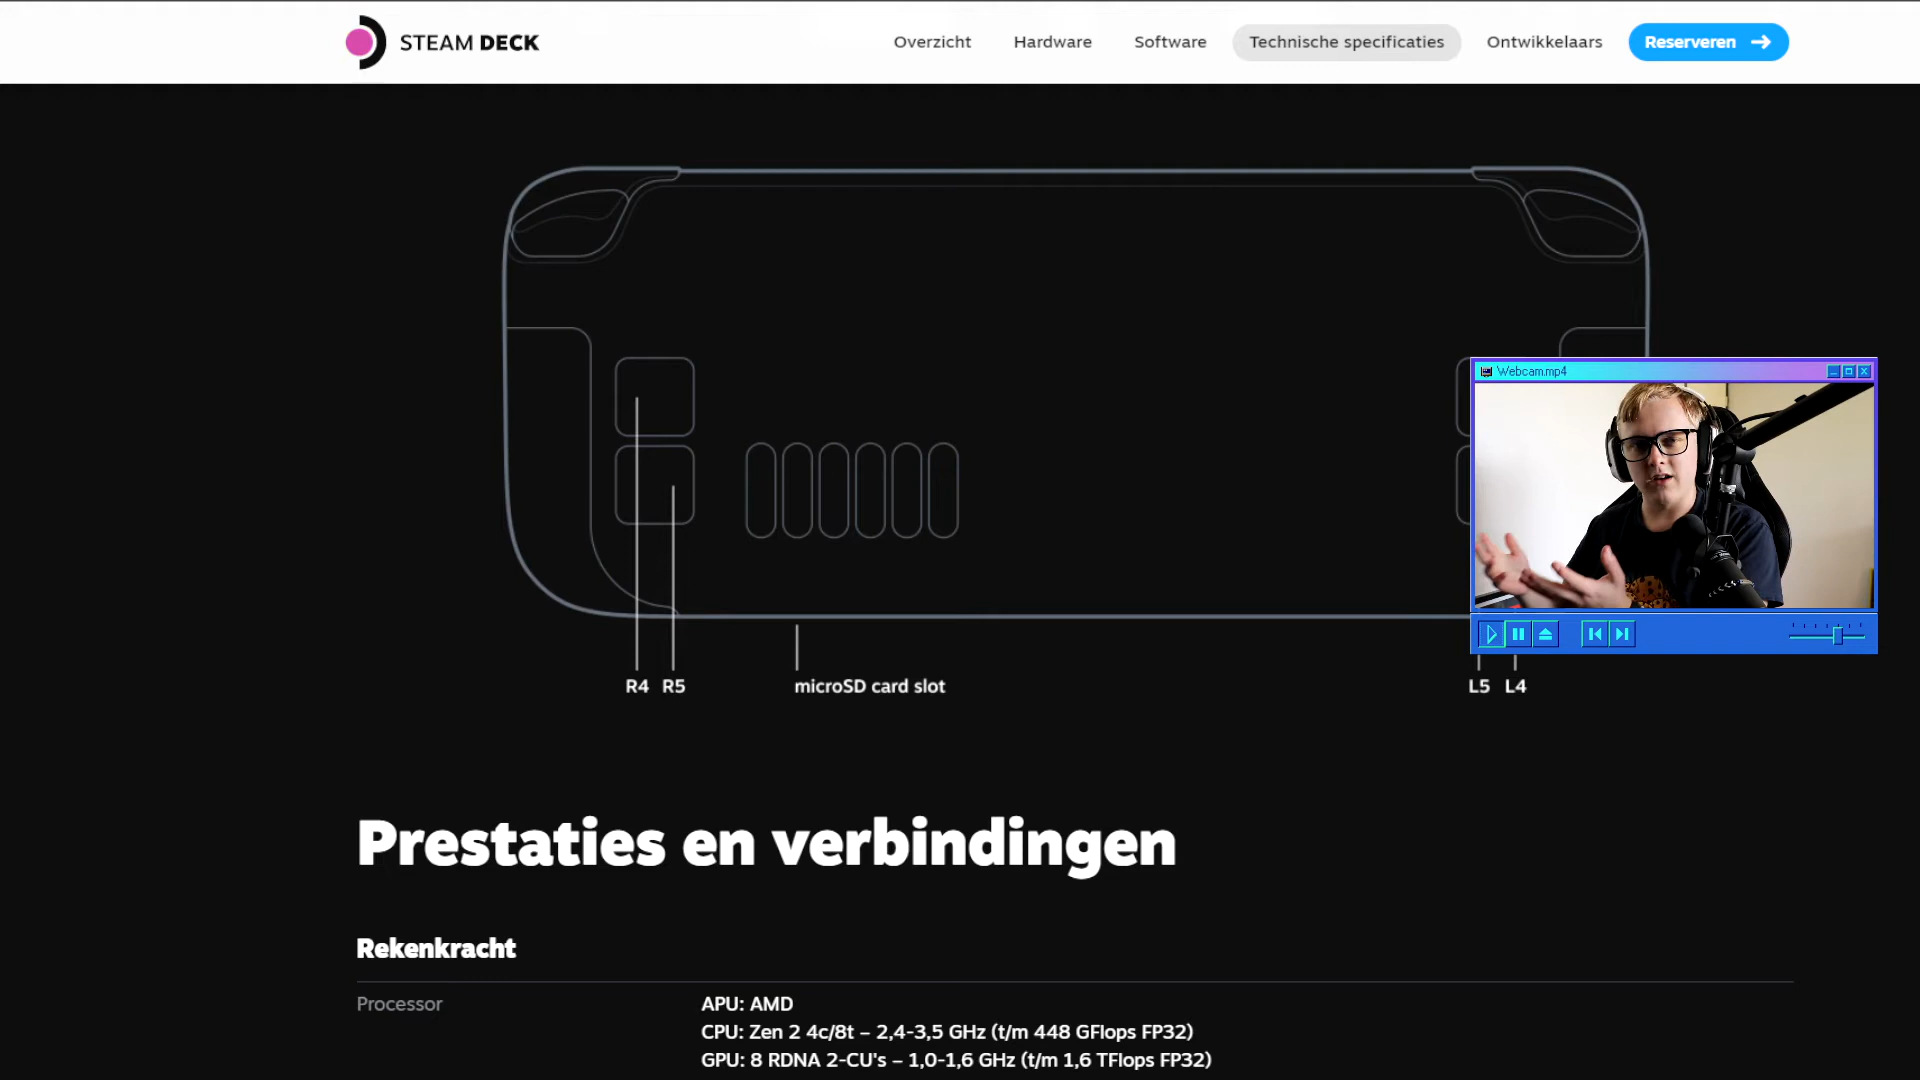 STEAM DECK
Overzicht
Hardware
Software
Technische specificaties
Ontwikkelaars
Reserveren
Webcam.mp4
R4
R5
microSD card slot
L5
L4
Prestaties en verbindingen
Rekenkracht
Processor
APU: AMD
CPU: Zen 2 4c/8t – 2,4-3,5 GHz (t/m 448 GFlops FP32)
GPU: 8 RDNA 2-CU's – 1,0-1,6 GHz (t/m 1,6 TFlops FP32)